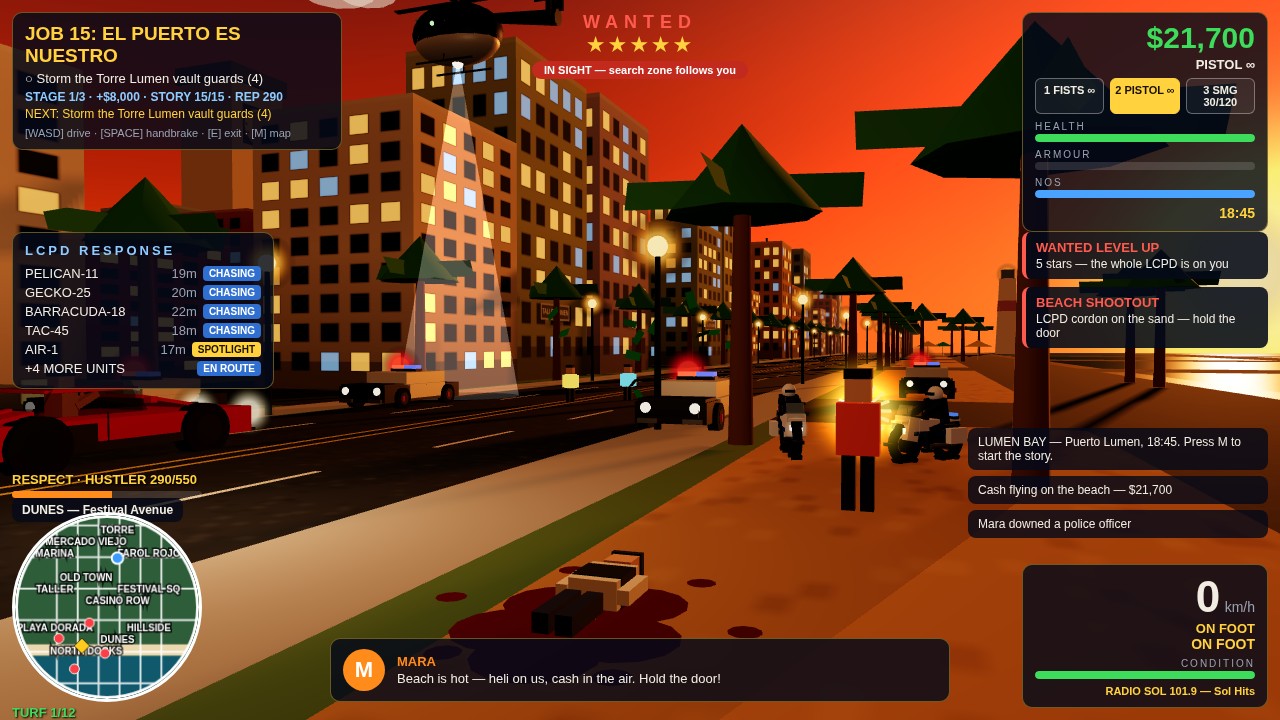 JOB 15: EL PUERTO ES
NUESTRO
○ Storm the Torre Lumen vault guards (4)
STAGE 1/3 · +$8,000 · STORY 15/15 · REP 290
NEXT: Storm the Torre Lumen vault guards (4)
[WASD] drive · [SPACE] handbrake · [E] exit · [M] map
WANTED
★★★★★
IN SIGHT — search zone follows you
$21,700
PISTOL ∞
1 FISTS ∞
2 PISTOL ∞
3 SMG
30/120
HEALTH
ARMOUR
NOS
18:45
WANTED LEVEL UP
5 stars — the whole LCPD is on you
BEACH SHOOTOUT
LCPD cordon on the sand — hold the
door
LCPD RESPONSE
PELICAN-11 19m CHASING
GECKO-25 20m CHASING
BARRACUDA-18 22m CHASING
TAC-45 18m CHASING
AIR-1 17m SPOTLIGHT
+4 MORE UNITS EN ROUTE
LUMEN BAY — Puerto Lumen, 18:45. Press M to
start the story.
Cash flying on the beach — $21,700
Mara downed a police officer
RESPECT · HUSTLER 290/550
DUNES — Festival Avenue
TORRE
MERCADO VIEJO
MARINA
FAROL ROJO
OLD TOWN
TALLER
FESTIVAL SQ
CASINO ROW
PLAYA DORADA
HILLSIDE
DUNES
NORTH DOCKS
TURF 1/12
M
MARA
Beach is hot — heli on us, cash in the air. Hold the door!
0 km/h
ON FOOT
ON FOOT
CONDITION
RADIO SOL 101.9 — Sol Hits